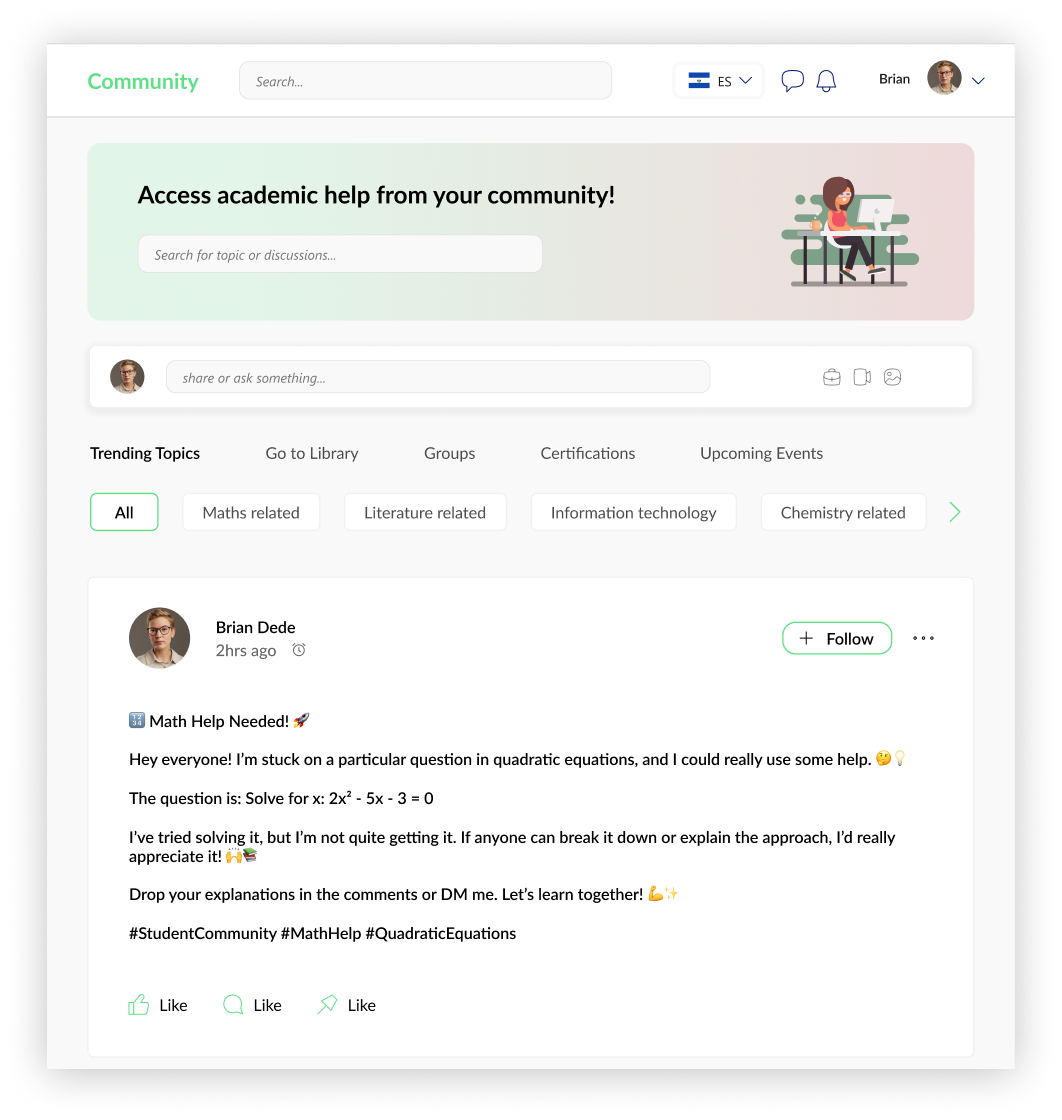 Community
Search...
ES
Brian
Access academic help from your community!
Search for topic or discussions...
share or ask something...
Trending Topics
Go to Library
Groups
Certifications
Upcoming Events
All
Maths related
Literature related
Information technology
Chemistry related
Brian Dede
2hrs ago
+ Follow
🔢 Math Help Needed! 🚀
Hey everyone! I’m stuck on a particular question in quadratic equations, and I could really use some help. 🤔💡
The question is: Solve for x: 2x² - 5x - 3 = 0
I’ve tried solving it, but I’m not quite getting it. If anyone can break it down or explain the approach, I’d really
appreciate it! 🙌📚
Drop your explanations in the comments or DM me. Let’s learn together! 💪✨
#StudentCommunity #MathHelp #QuadraticEquations
Like
Like
Like